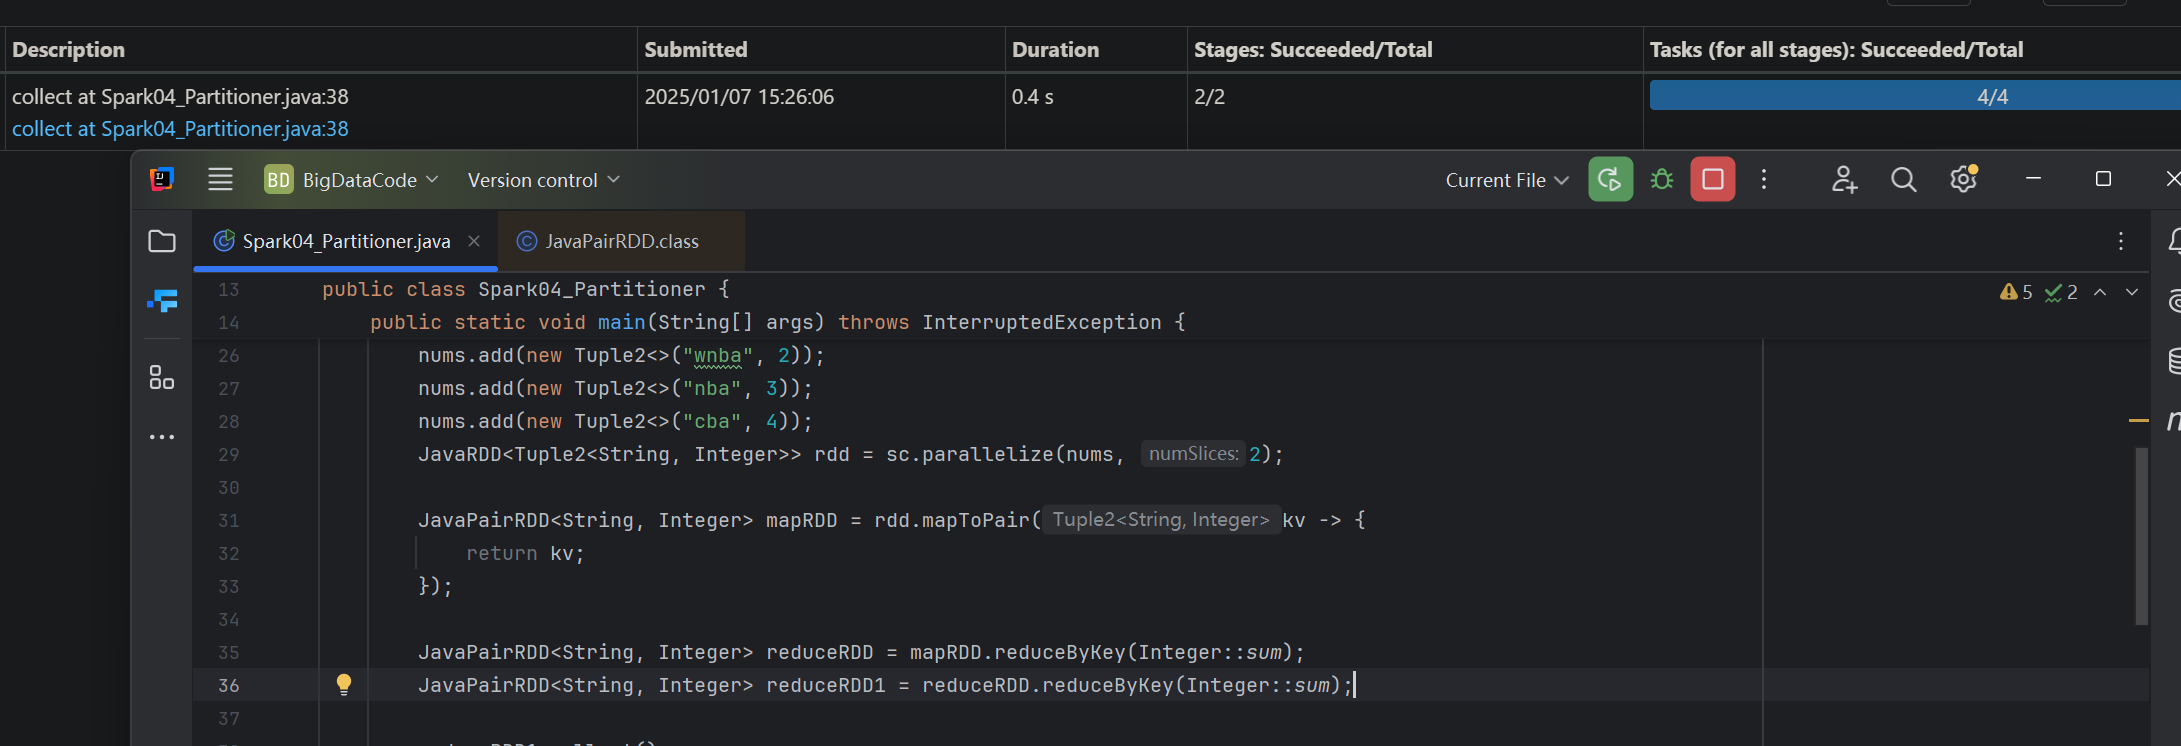 Description Submitted Duration Stages: Succeeded/Total Tasks (for all stages): Succeeded/Total
collect at Spark04_Partitioner.java:38 2025/01/07 15:26:06 0.4 s 2/2 4/4
collect at Spark04_Partitioner.java:38
BD BigDataCode Version control Current File
Spark04_Partitioner.java JavaPairRDD.class
13 public class Spark04_Partitioner {
5 2
14 public static void main(String[] args) throws InterruptedException {
26 nums.add(new Tuple2<>("wnba", 2));
27 nums.add(new Tuple2<>("nba", 3));
28 nums.add(new Tuple2<>("cba", 4));
29 JavaRDD<Tuple2<String, Integer>> rdd = sc.parallelize(nums, numSlices: 2);
30
31 JavaPairRDD<String, Integer> mapRDD = rdd.mapToPair( Tuple2<String, Integer> kv -> {
32 return kv;
33 });
34
35 JavaPairRDD<String, Integer> reduceRDD = mapRDD.reduceByKey(Integer::sum);
36 JavaPairRDD<String, Integer> reduceRDD1 = reduceRDD.reduceByKey(Integer::sum);
37